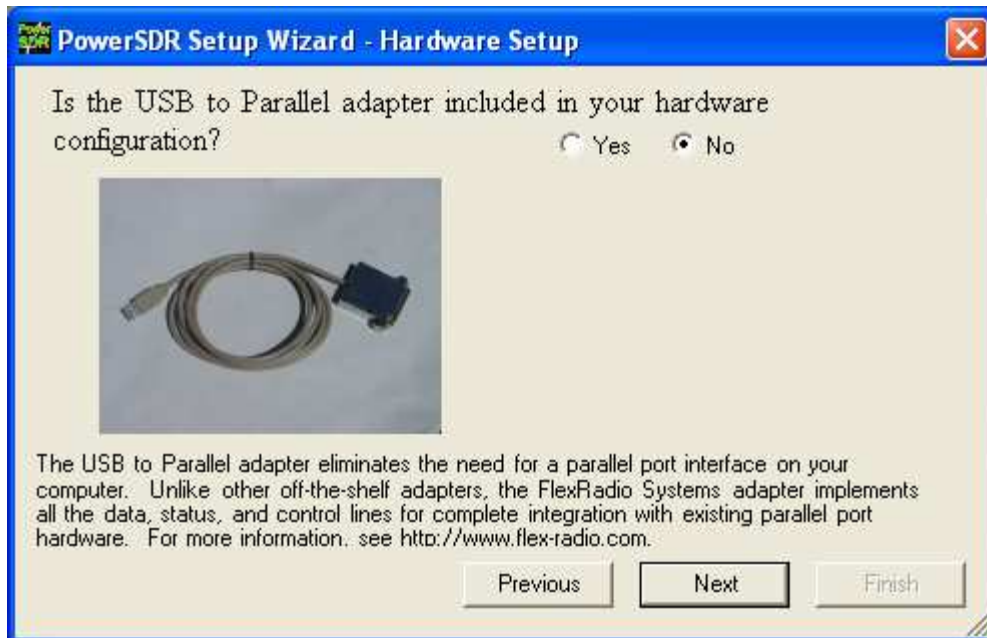 Power SDR PowerSDR Setup Wizard - Hardware Setup
Is the USB to Parallel adapter included in your hardware
configuration? Yes No
The USB to Parallel adapter eliminates the need for a parallel port interface on your
computer. Unlike other off-the-shelf adapters, the FlexRadio Systems adapter implements
all the data, status, and control lines for complete integration with existing parallel port
hardware. For more information. see http://www.flex-radio.com.
Previous Next Finish